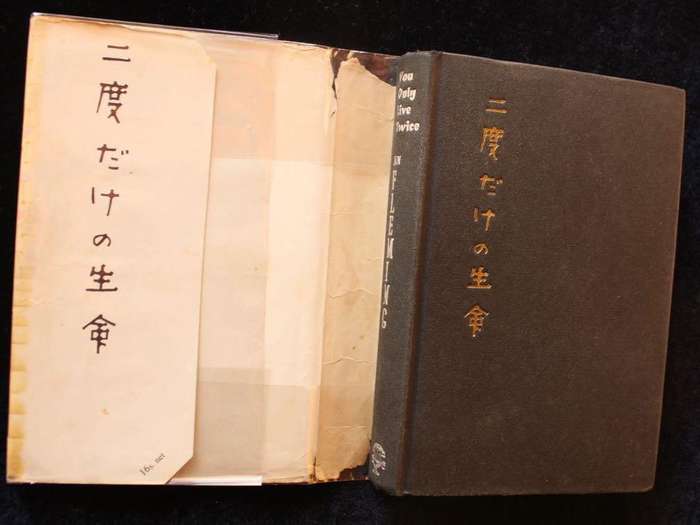 二度だけの生命
16s. net
You
Only
Live
Twice
IAN FLEMING
二度だけの生命